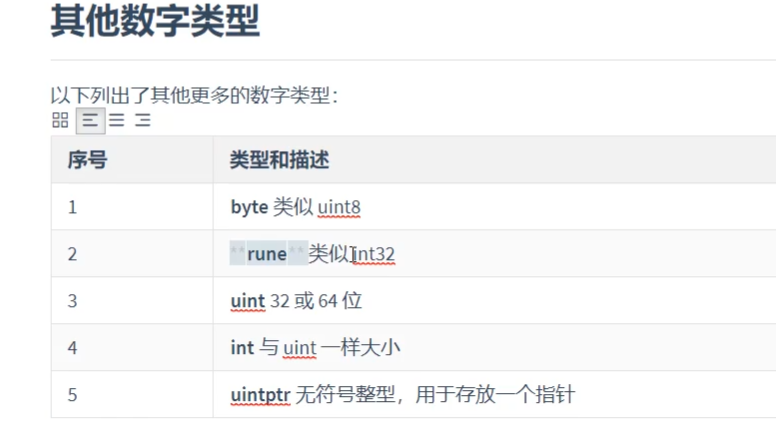 其他数字类型
以下列出了其他更多的数字类型：
序号 类型和描述
1 byte 类似 uint8
2 **rune** 类似 int32
3 uint 32 或 64 位
4 int 与 uint 一样大小
5 uintptr 无符号整型，用于存放一个指针